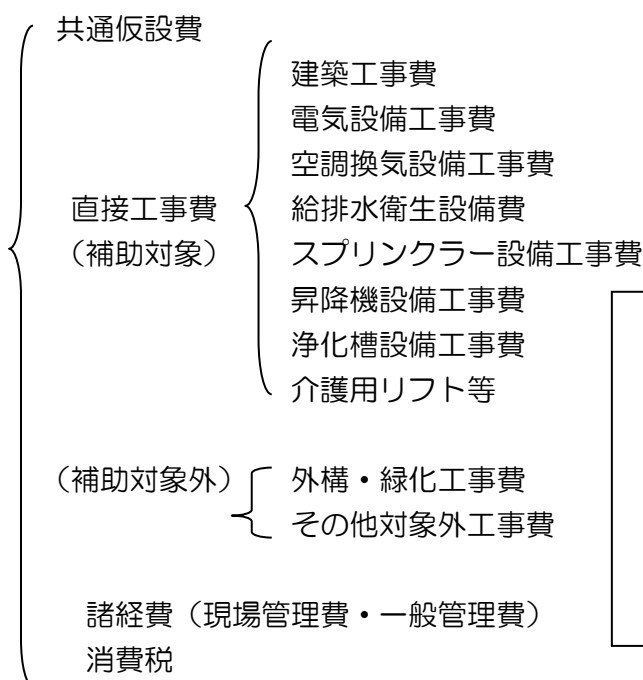 共通仮設費
建築工事費
電気設備工事費
空調換気設備工事費
直接工事費
給排水衛生設備費
（補助対象）
スプリンクラー設備工事費
昇降機設備工事費
浄化槽設備工事費
介護用リフト等
（補助対象外）
外構・緑化工事費
その他対象外工事費
諸経費（現場管理費・一般管理費）
消費税